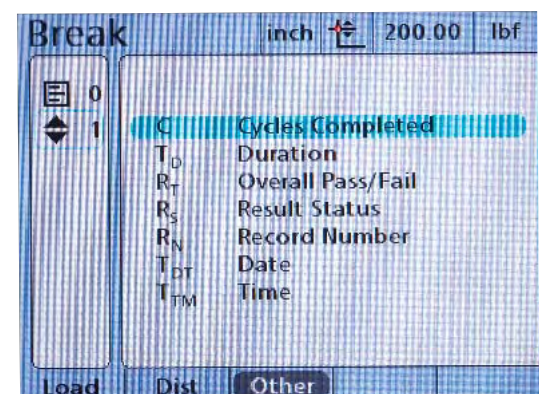 Break inch 200.00 lbf
0
1
C Cycles Completed
TD Duration
RT Overall Pass/Fail
RS Result Status
RN Record Number
TDT Date
TTM Time
Load Dist Other